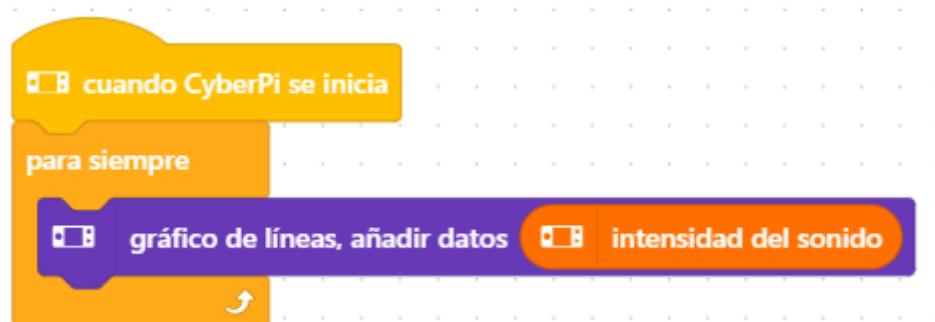 cuando CyberPi se inicia
para siempre
gráfico de líneas, añadir datos intensidad del sonido